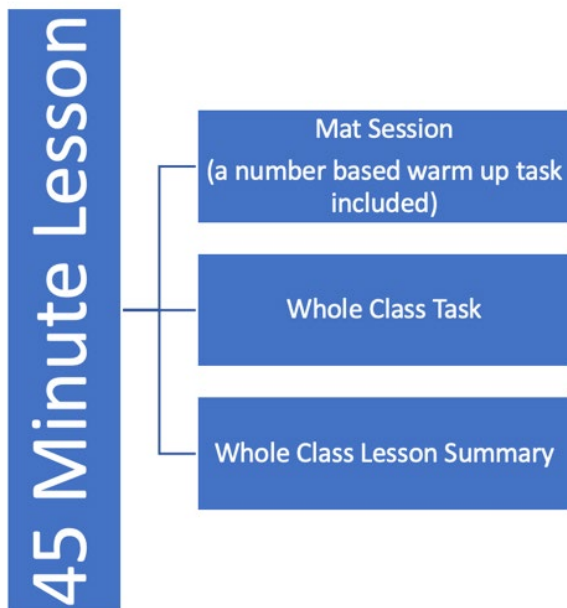 45 Minute Lesson
Mat Session
(a number based warm up task
included)
Whole Class Task
Whole Class Lesson Summary